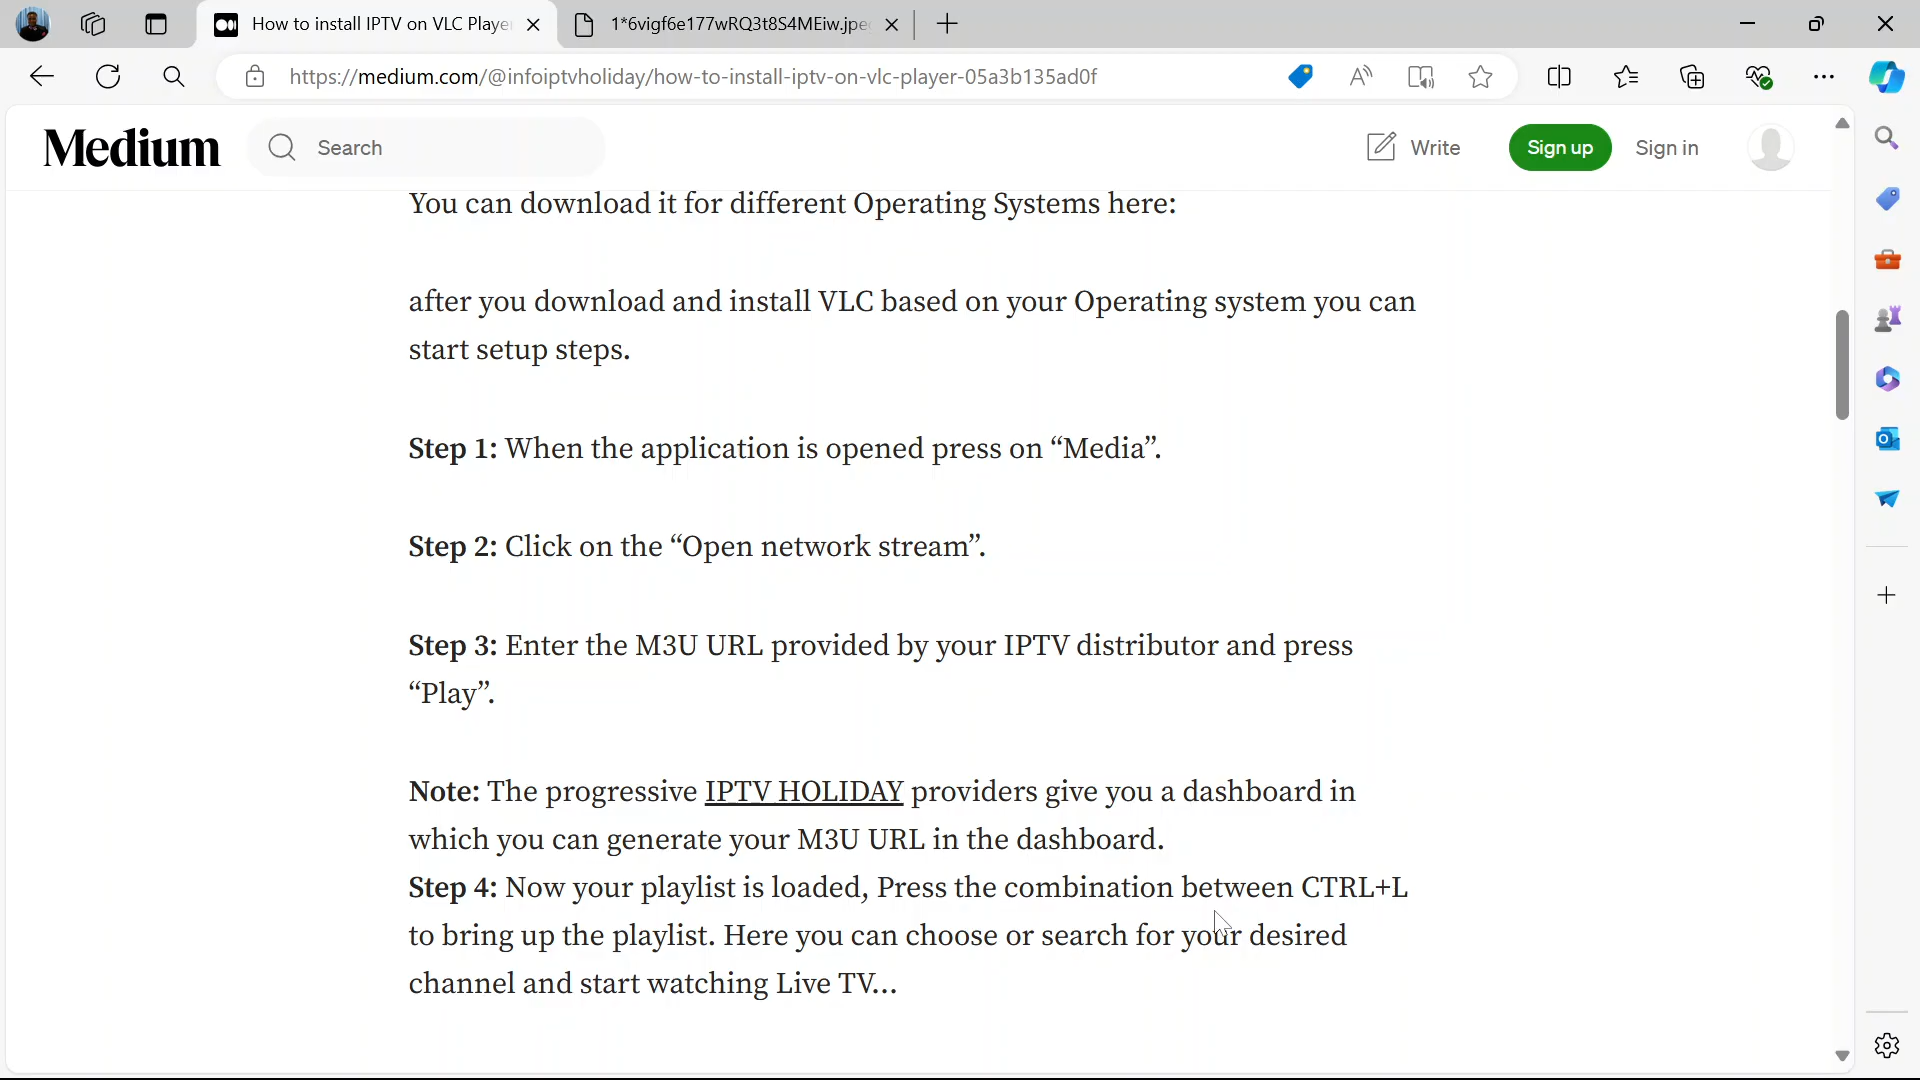 How to install IPTV on VLC Playe
1*6vigf6e177wRQ3t8S4MEiw.jpe
https://medium.com/@infoiptvholiday/how-to-install-iptv-on-vlc-player-05a3b135ad0f
Medium
Search
Write
Sign up
Sign in
You can download it for different Operating Systems here:
after you download and install VLC based on your Operating system you can
start setup steps.
Step 1: When the application is opened press on “Media”.
Step 2: Click on the “Open network stream”.
Step 3: Enter the M3U URL provided by your IPTV distributor and press
“Play”.
Note: The progressive IPTV HOLIDAY providers give you a dashboard in
which you can generate your M3U URL in the dashboard.
Step 4: Now your playlist is loaded, Press the combination between CTRL+L
to bring up the playlist. Here you can choose or search for your desired
channel and start watching Live TV...